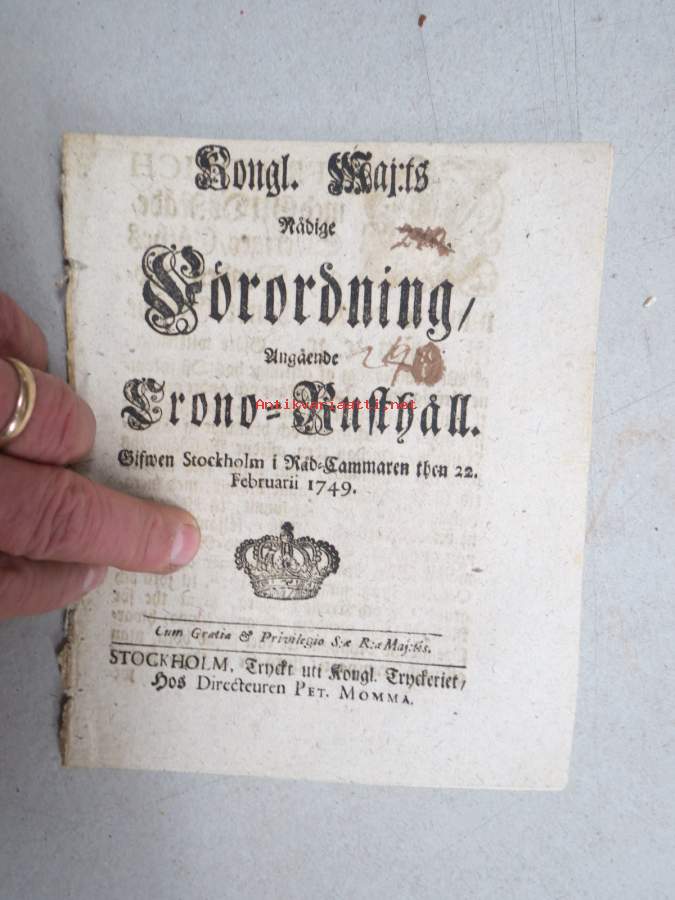 Kongl. Maj:ts
Nådige
Förordning/
Angående
Crono-Rusthåll.
Antikvariaatti.net
Gifwen Stockholm i Råd-Cammaren then 22.
Februarii 1749.
Cum Gratia & Privilegio S:æ R:æ Maj:tis.
STOCKHOLM, Tryckt uti Kongl. Tryckeriet/
Hos Directeuren PET. MOMMA.